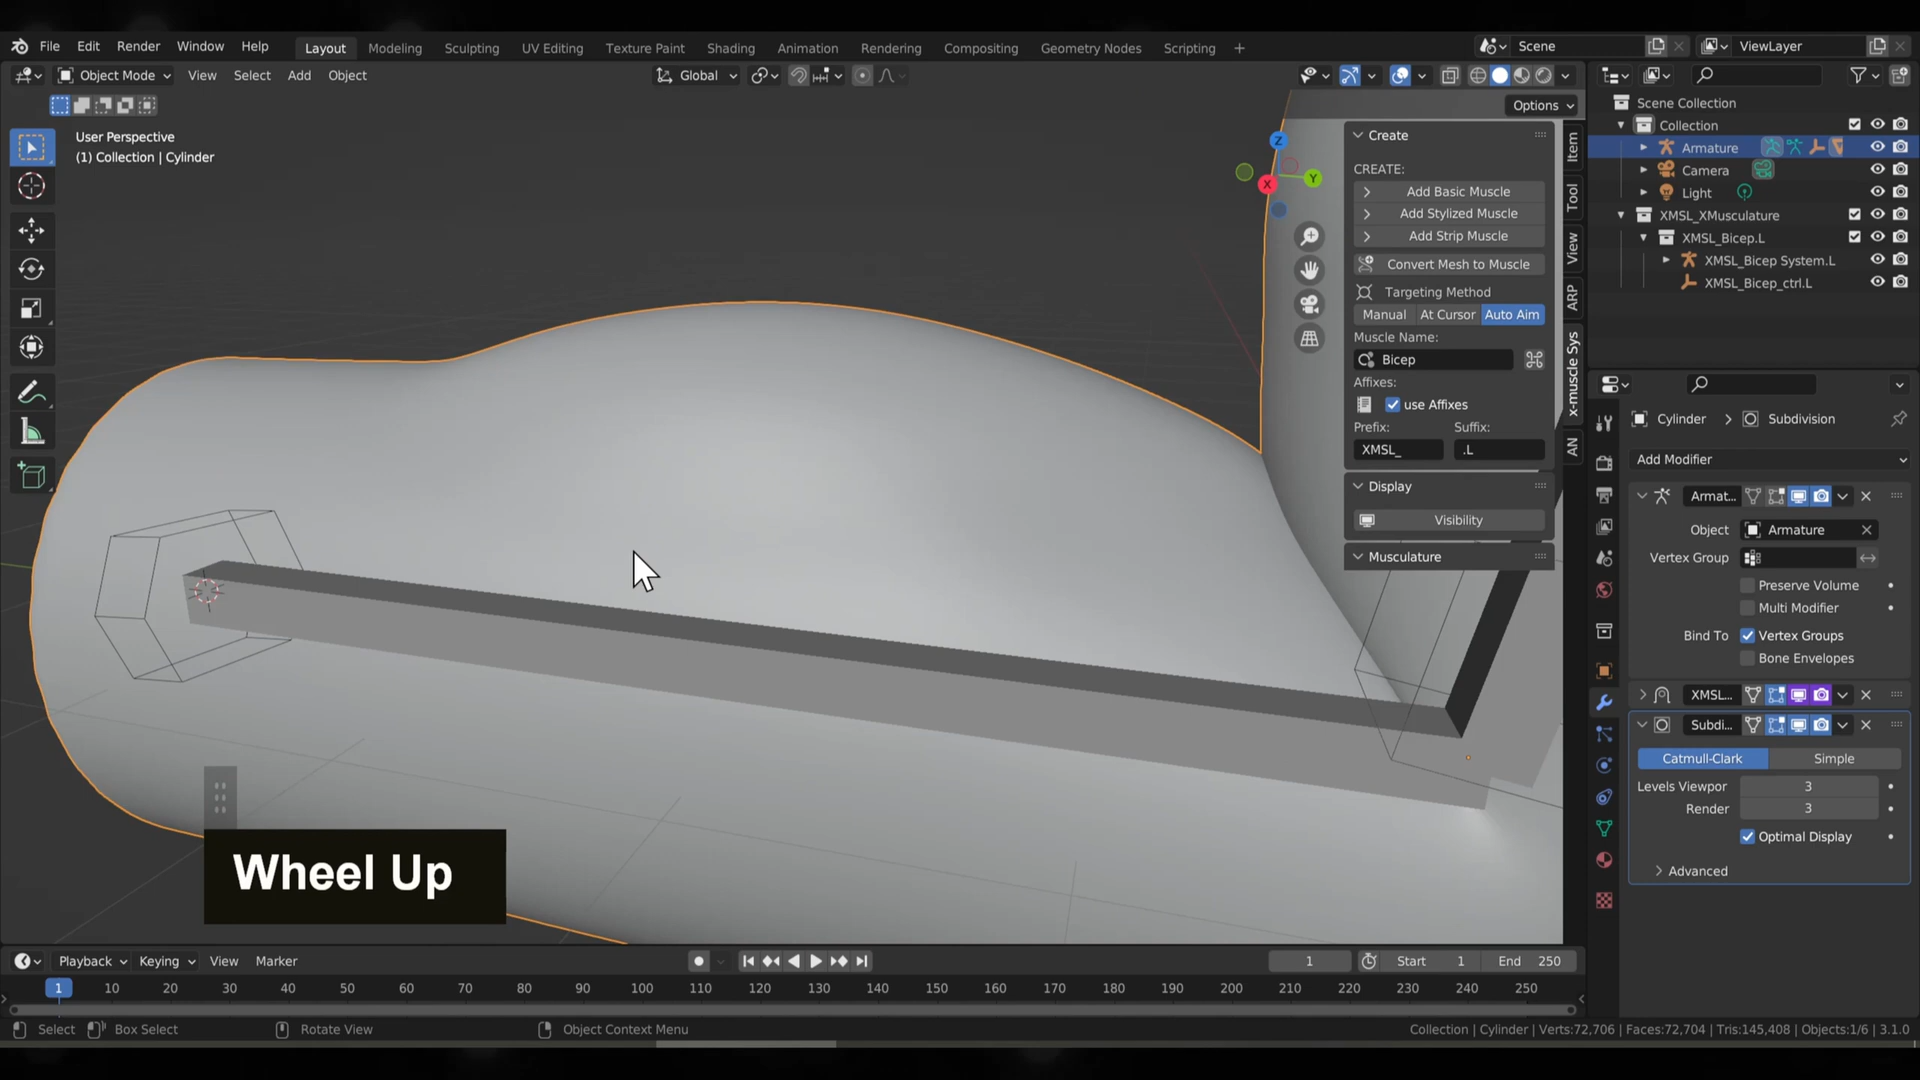 File Edit Render Window Help Layout Modeling Sculpting UV Editing Texture Paint Shading Animation Rendering Compositing Geometry Nodes Scripting + Scene ViewLayer
Object Mode View Select Add Object Global
Options
User Perspective
(1) Collection | Cylinder
Z
X
Y
Create
CREATE:
Add Basic Muscle
Add Stylized Muscle
Add Strip Muscle
Convert Mesh to Muscle
Targeting Method
Manual At Cursor Auto Aim
Muscle Name:
Bicep
Affixes:
use Affixes
Prefix: Suffix:
XMSL_ .L
Display
Visibility
Musculature
Item
Tool
View
ARP
x-muscle Sys
AN
Scene Collection
Collection
Armature
Camera
Light
XMSL_XMusculature
XMSL_Bicep.L
XMSL_Bicep System.L
XMSL_Bicep_ctrl.L
Cylinder > Subdivision
Add Modifier
Armat...
Object Armature
Vertex Group
Preserve Volume
Multi Modifier
Bind To Vertex Groups
Bone Envelopes
XMSL...
Subdi...
Catmull-Clark Simple
Levels Viewpor 3
Render 3
Optimal Display
Advanced
Wheel Up
Playback Keying View Marker 1 Start 1 End 250
1 10 20 30 40 50 60 70 80 90 100 110 120 130 140 150 160 170 180 190 200 210 220 230 240 250
Select Box Select Rotate View Object Context Menu Collection | Cylinder | Verts:72,706 | Faces:72,704 | Tris:145,408 | Objects:1/6 | 3.1.0